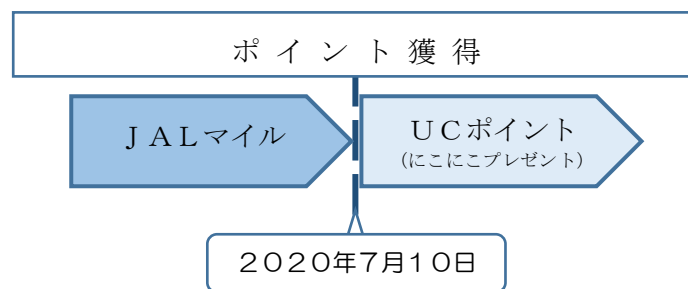 ポイント獲得
ＪＡＬマイル
ＵＣポイント
（にこにこプレゼント）
２０２０年７月１０日